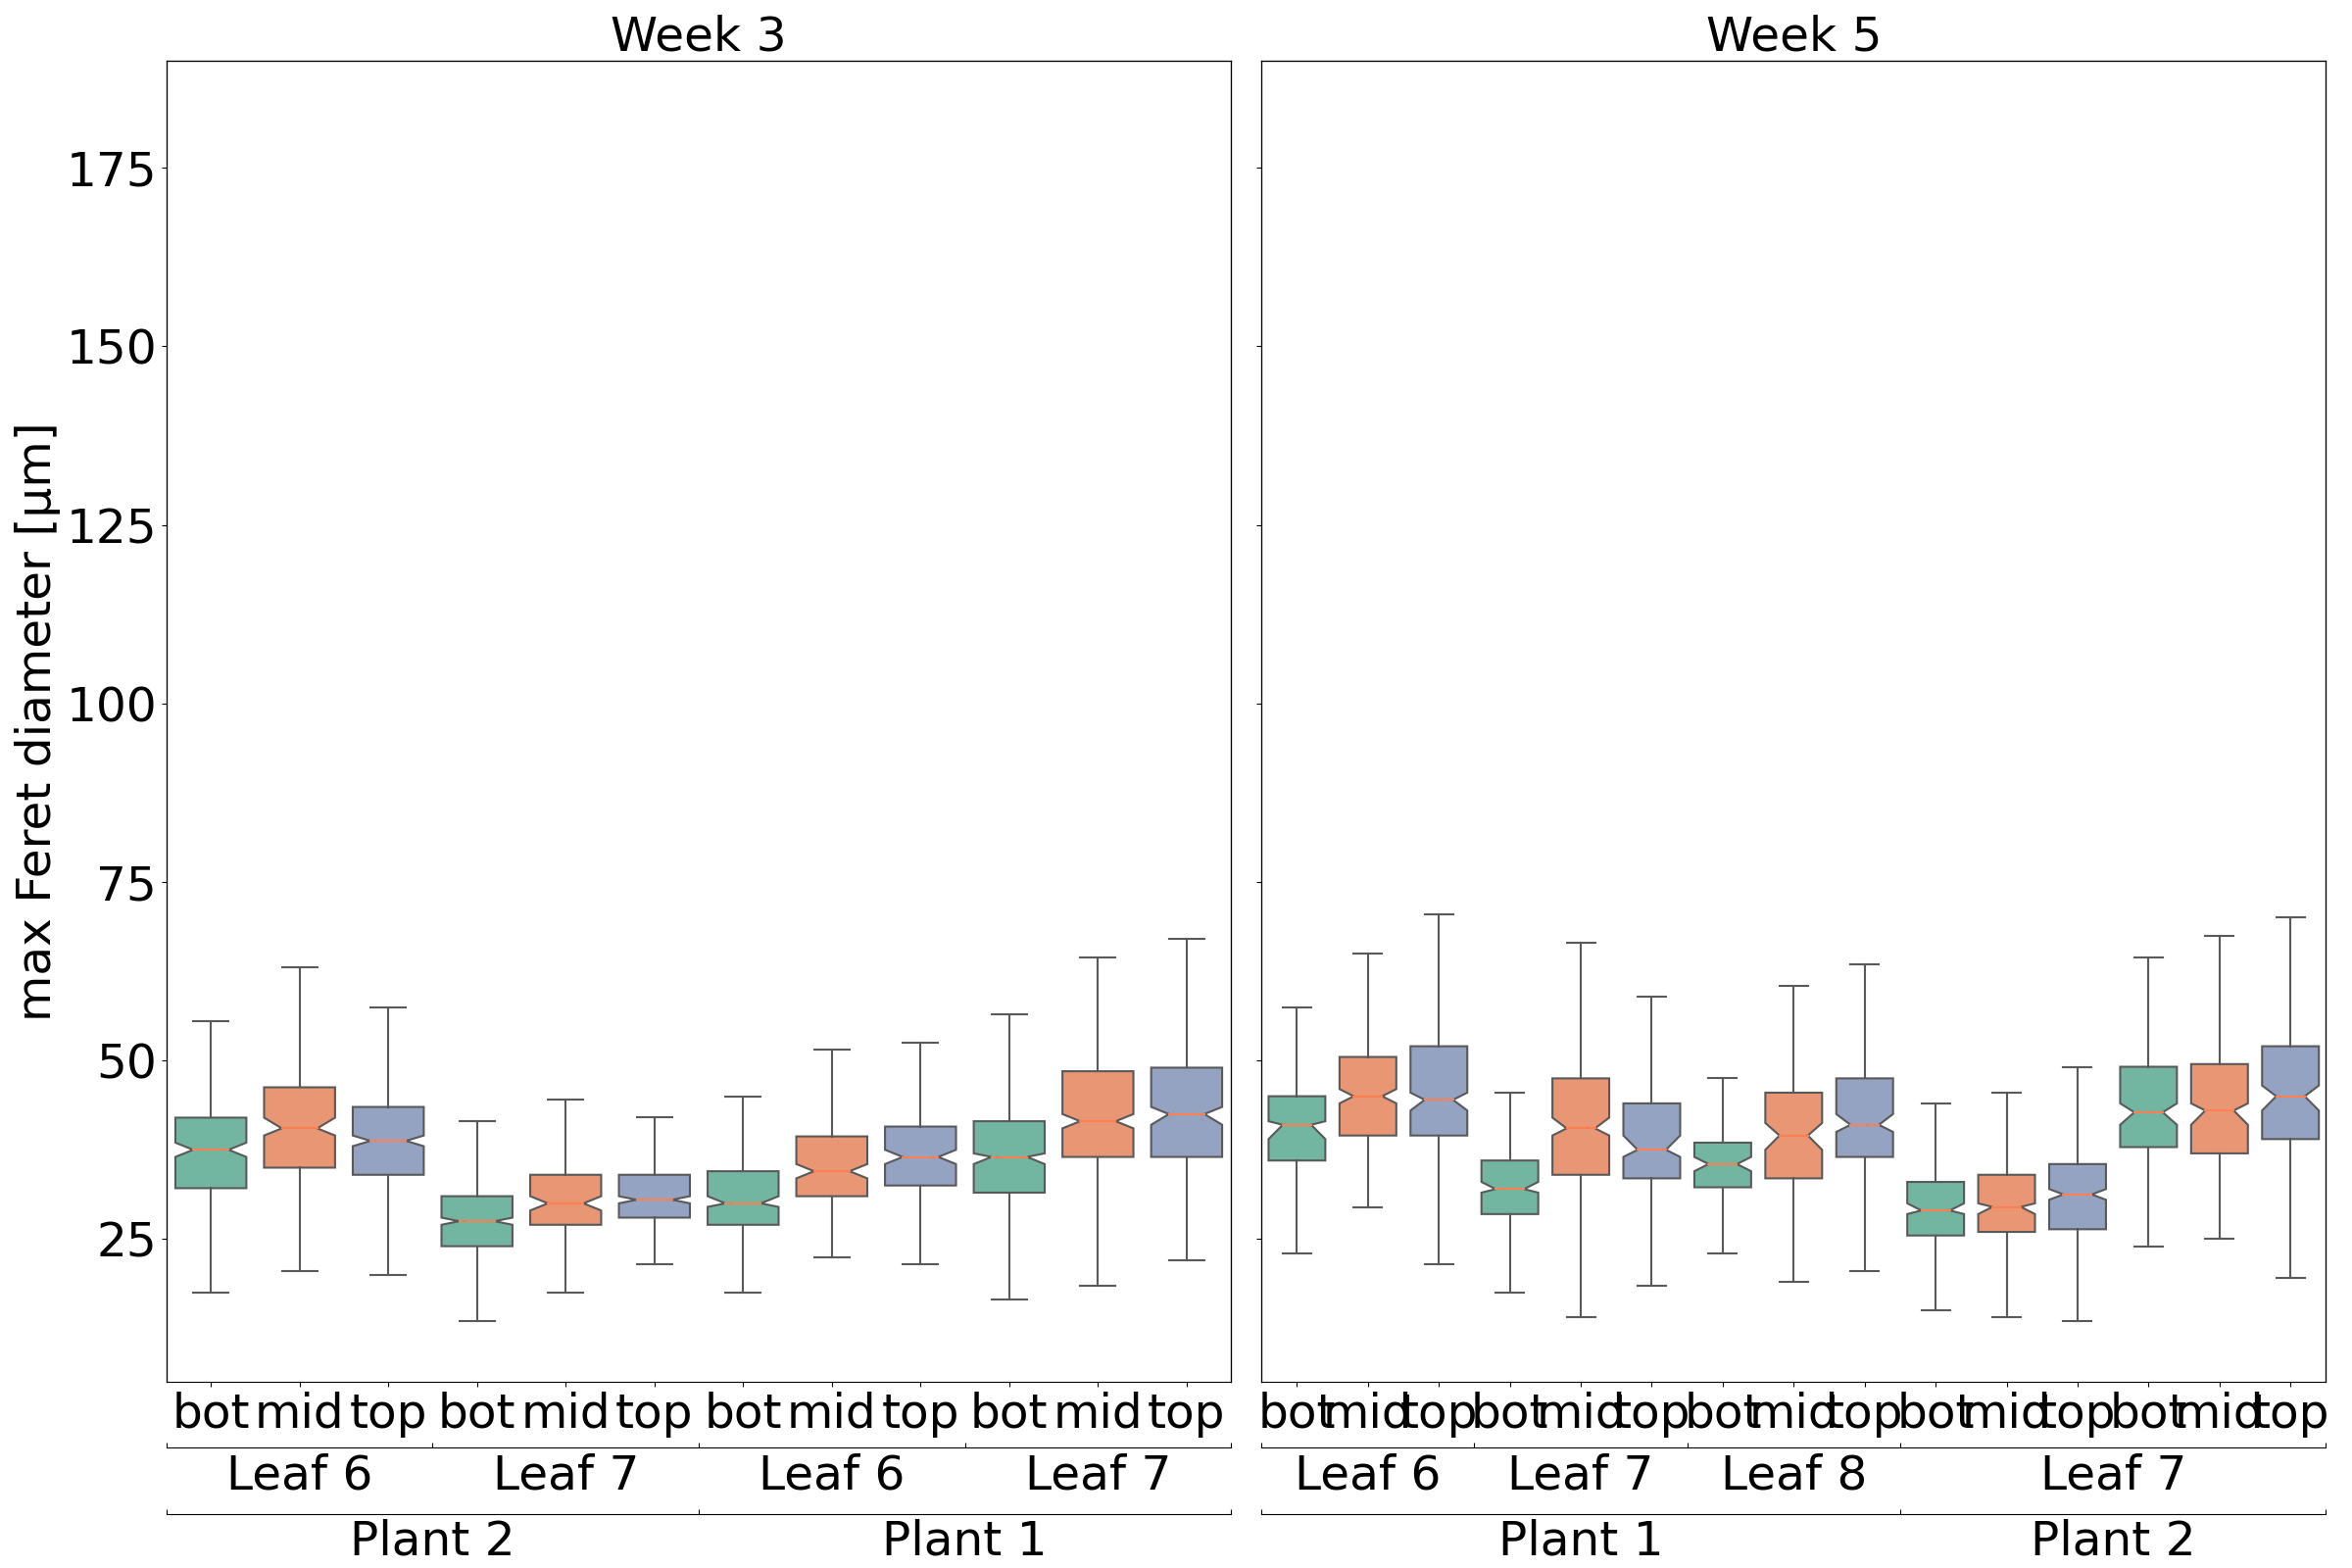 Week 3 Week 5
175
150
125
100
75
50
25
max Feret diameter [µm]
bot mid top bot mid top bot mid top bot mid top bot mid top bot mid top bot mid top bot mid top bot mid top
Leaf 6 Leaf 7 Leaf 6 Leaf 7 Leaf 6 Leaf 7 Leaf 8 Leaf 7
Plant 2 Plant 1 Plant 1 Plant 2